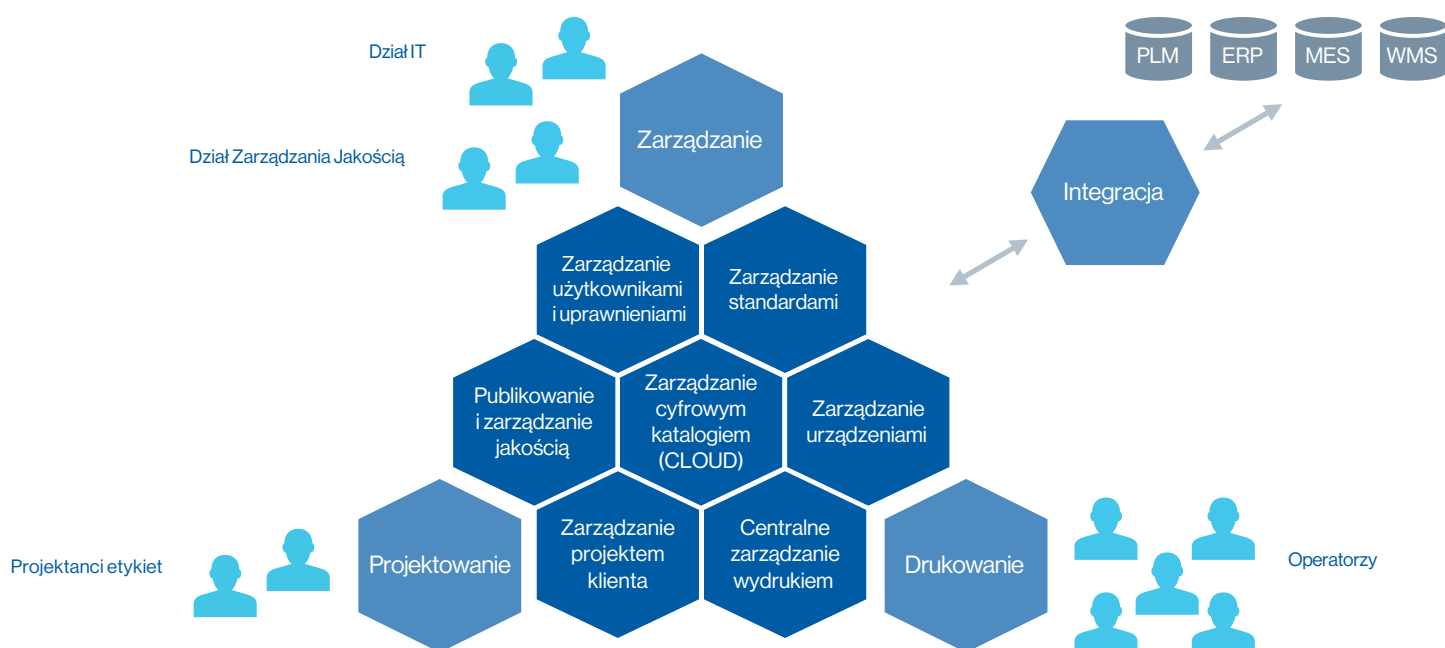 Dział IT
PLM
ERP
MES
WMS
Zarządzanie
Dział Zarządzania Jakością
Integracja
Zarządzanie
użytkownikami
i uprawnieniami
Zarządzanie
standardami
Publikowanie
i zarządzanie
jakością
Zarządzanie
cyfrowym
katalogiem
(CLOUD)
Zarządzanie
urządzeniami
Projektanci etykiet
Projektowanie
Zarządzanie
projektem
klienta
Centralne
zarządzanie
wydrukiem
Drukowanie
Operatorzy